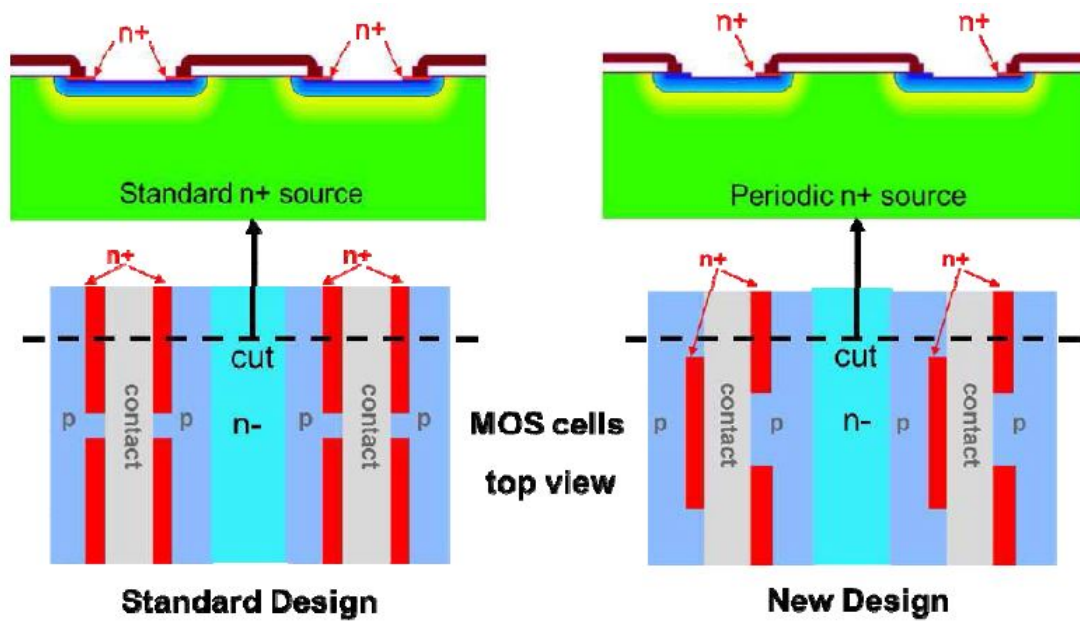 n+ n+
Standard n+ source
n+ n+
cut
p contact p n- p contact p
Standard Design
MOS cells
top view
n+ n+
Periodic n+ source
n+ n+
cut
p contact p n- p contact p
New Design